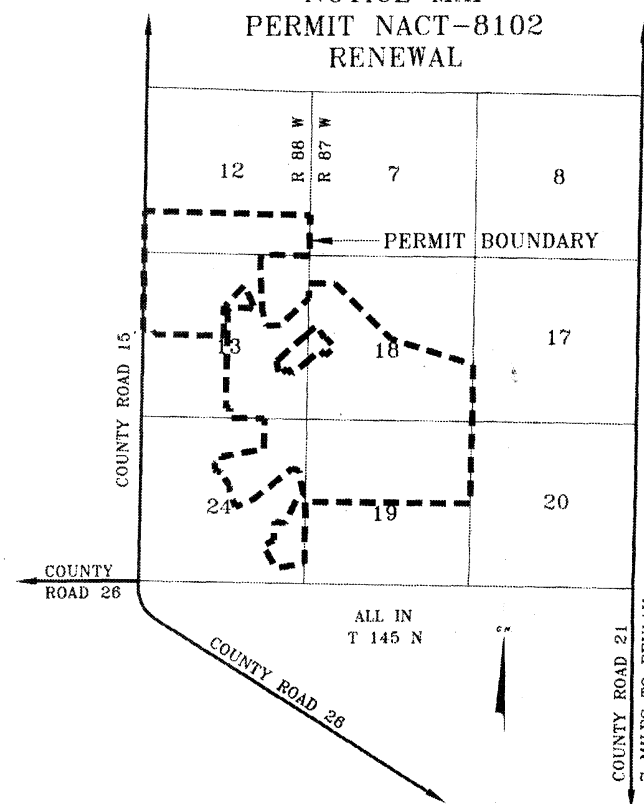 PERMIT NACT-8102
RENEWAL
R 88 W
R 87 W
12
7
8
PERMIT BOUNDARY
13
18
17
COUNTY ROAD 15
24
19
20
COUNTY
ROAD 26
ALL IN
T 145 N
COUNTY ROAD 26
COUNTY ROAD 21